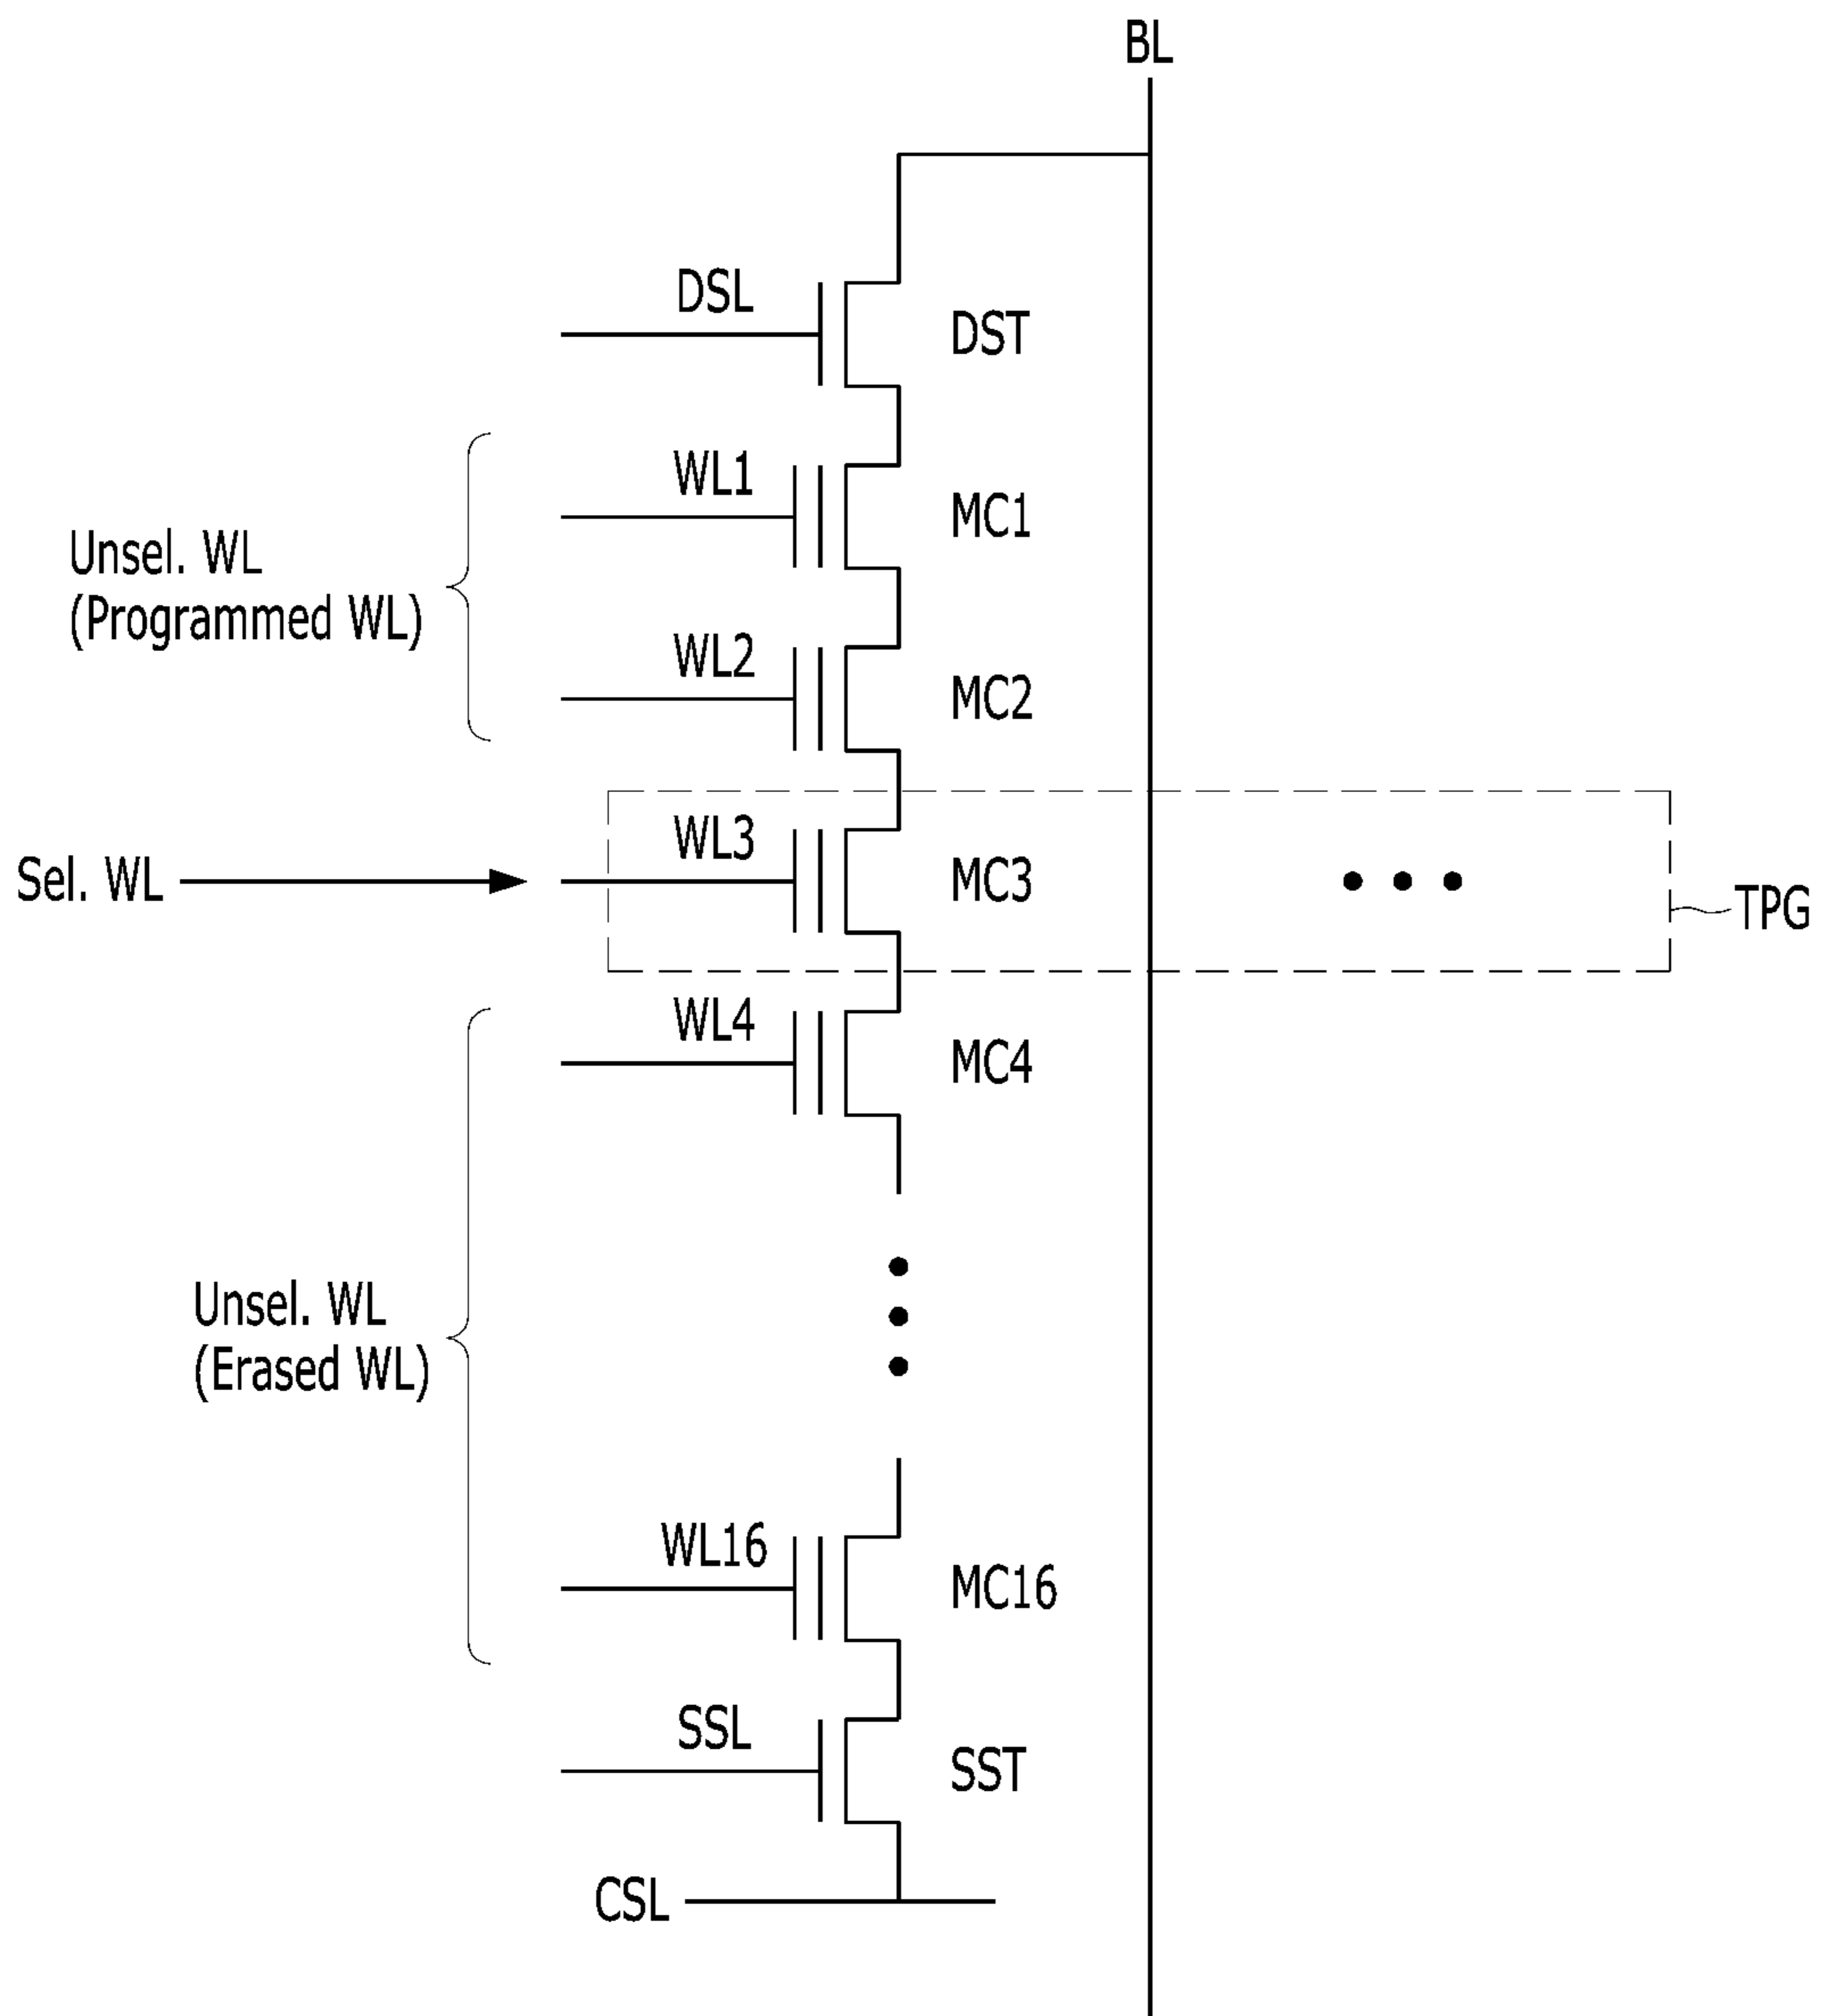 BL
DSL
DST
WL1
MC1
Unsel. WL
(Programmed WL)
WL2
MC2
WL3
Sel. WL
MC3
TPG
WL4
MC4
Unsel. WL
(Erased WL)
WL16
MC16
SSL
SST
CSL